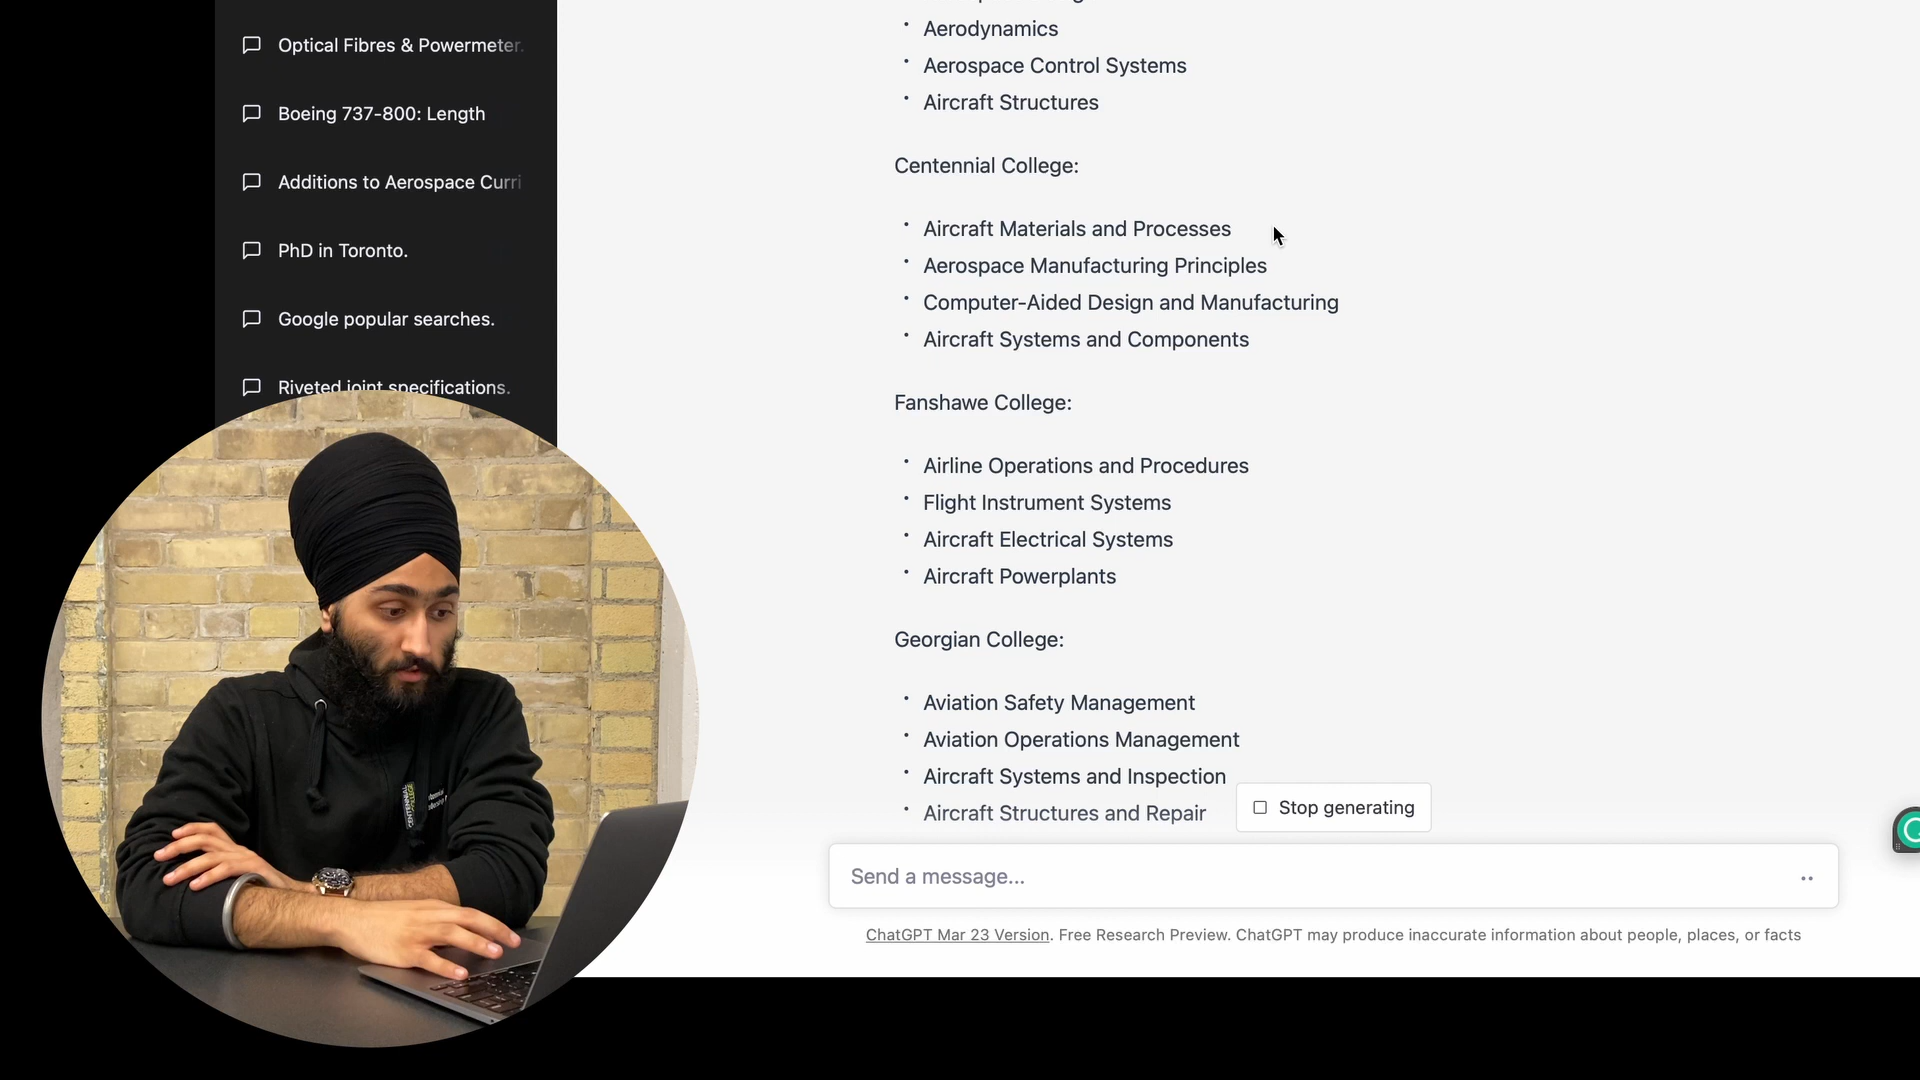 Optical Fibres & Powermeter.
Boeing 737-800: Length
Additions to Aerospace Curri
PhD in Toronto.
Google popular searches.
Riveted joint specifications.
Aerodynamics
Aerospace Control Systems
Aircraft Structures
Centennial College:
Aircraft Materials and Processes
Aerospace Manufacturing Principles
Computer-Aided Design and Manufacturing
Aircraft Systems and Components
Fanshawe College:
Airline Operations and Procedures
Flight Instrument Systems
Aircraft Electrical Systems
Aircraft Powerplants
Georgian College:
Aviation Safety Management
Aviation Operations Management
Aircraft Systems and Inspection
Aircraft Structures and Repair
Stop generating
Send a message...
ChatGPT Mar 23 Version. Free Research Preview. ChatGPT may produce inaccurate information about people, places, or facts
CENTENNIAL
COLLEGE